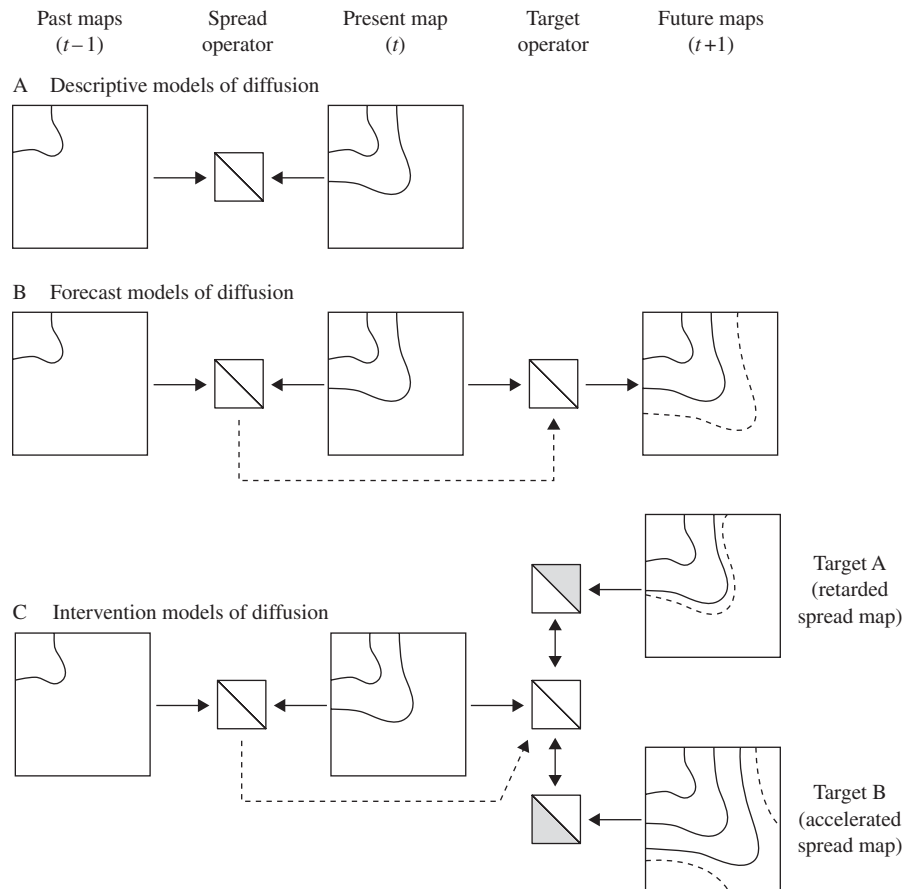 Past maps Spread Present map Target Future maps
(t–1) operator (t) operator (t+1)
A Descriptive models of diffusion
B Forecast models of diffusion
Target A
(retarded
spread map)
C Intervention models of diffusion
Target B
(accelerated
spread map)